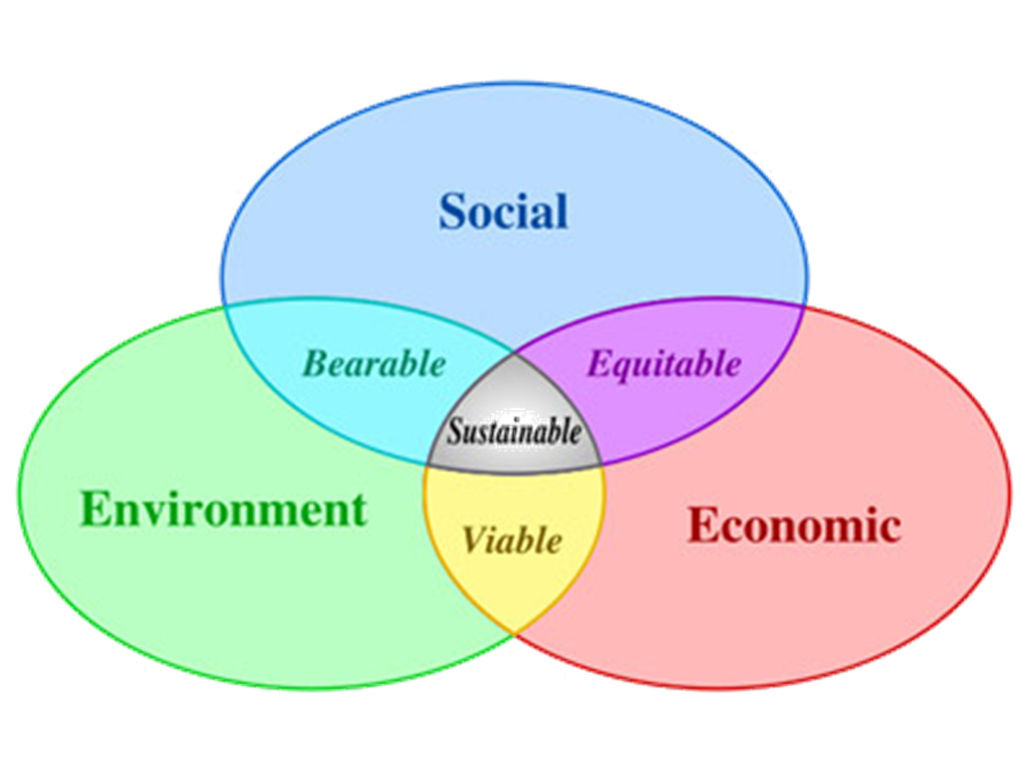 Social
Bearable
Equitable
Sustainable
Environment
Economic
Viable